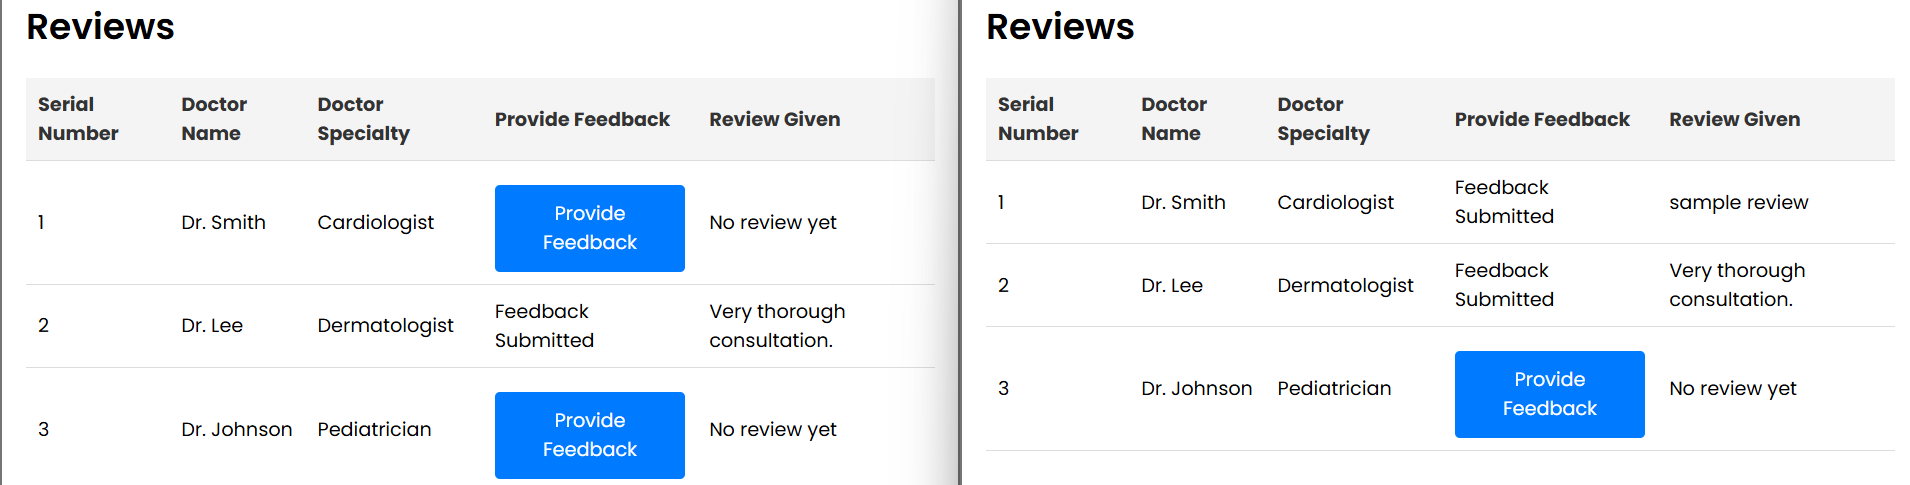 Reviews
Serial Number
Doctor Name
Doctor Specialty
Provide Feedback
Review Given
1
Dr. Smith
Cardiologist
Provide
Feedback
No review yet
2
Dr. Lee
Dermatologist
Feedback
Submitted
Very thorough
consultation.
3
Dr. Johnson
Pediatrician
Provide
Feedback
No review yet
Reviews
Serial Number
Doctor Name
Doctor Specialty
Provide Feedback
Review Given
1
Dr. Smith
Cardiologist
Feedback
Submitted
sample review
2
Dr. Lee
Dermatologist
Feedback
Submitted
Very thorough
consultation.
3
Dr. Johnson
Pediatrician
Provide
Feedback
No review yet